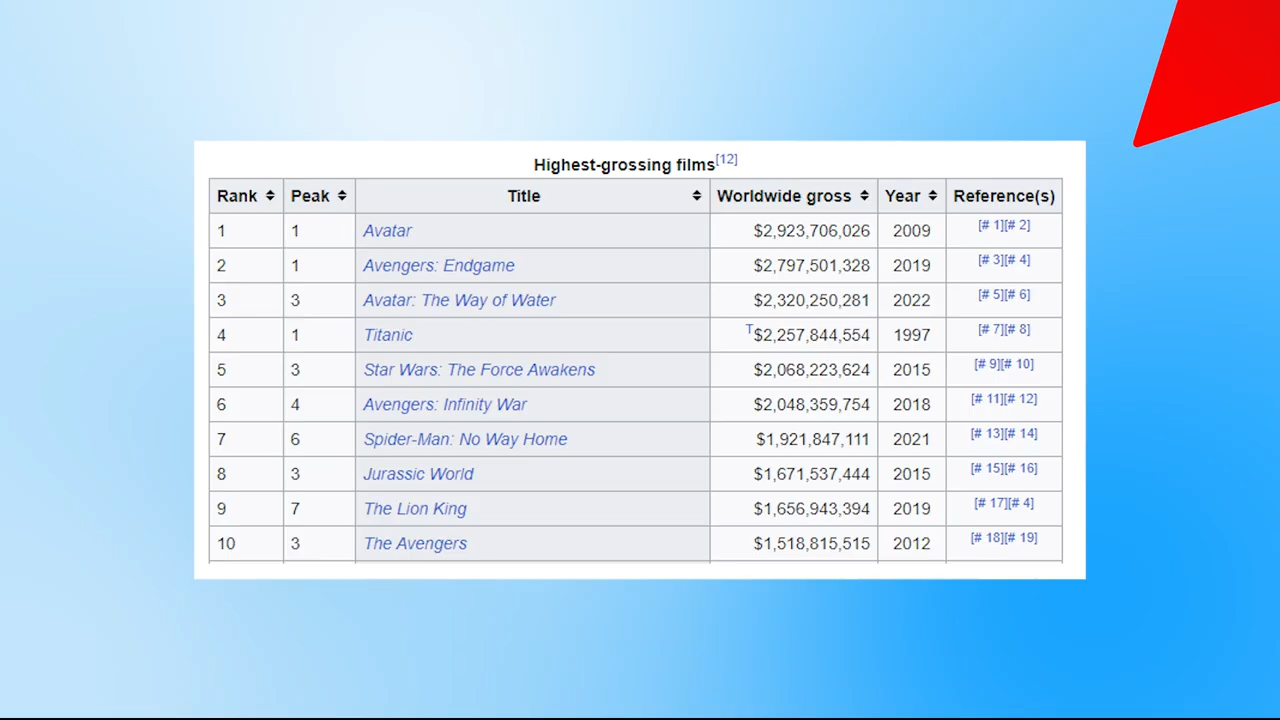 Highest-grossing films[12]
Rank Peak Title Worldwide gross Year Reference(s)
1 1 Avatar $2,923,706,026 2009 [# 1][# 2]
2 1 Avengers: Endgame $2,797,501,328 2019 [# 3][# 4]
3 3 Avatar: The Way of Water $2,320,250,281 2022 [# 5][# 6]
4 1 Titanic T$2,257,844,554 1997 [# 7][# 8]
5 3 Star Wars: The Force Awakens $2,068,223,624 2015 [# 9][# 10]
6 4 Avengers: Infinity War $2,048,359,754 2018 [# 11][# 12]
7 6 Spider-Man: No Way Home $1,921,847,111 2021 [# 13][# 14]
8 3 Jurassic World $1,671,537,444 2015 [# 15][# 16]
9 7 The Lion King $1,656,943,394 2019 [# 17][# 4]
10 3 The Avengers $1,518,815,515 2012 [# 18][# 19]